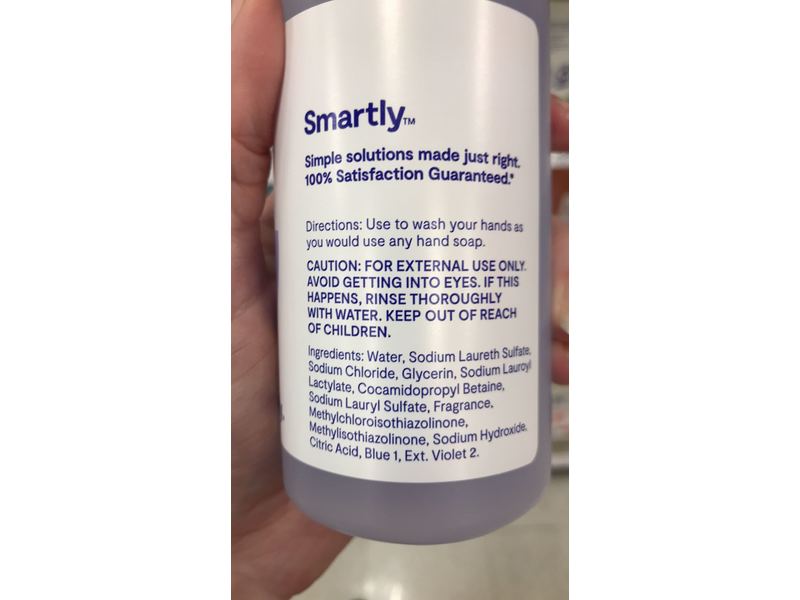 Smartly™
Simple solutions made just right.
100% Satisfaction Guaranteed.*
Directions: Use to wash your hands as
you would use any hand soap.
CAUTION: FOR EXTERNAL USE ONLY.
AVOID GETTING INTO EYES. IF THIS
HAPPENS, RINSE THOROUGHLY
WITH WATER. KEEP OUT OF REACH
OF CHILDREN.
Ingredients: Water, Sodium Laureth Sulfate,
Sodium Chloride, Glycerin, Sodium Lauroyl
Lactylate, Cocamidopropyl Betaine,
Sodium Lauryl Sulfate, Fragrance,
Methylchloroisothiazolinone,
Methylisothiazolinone, Sodium Hydroxide,
Citric Acid, Blue 1, Ext. Violet 2.